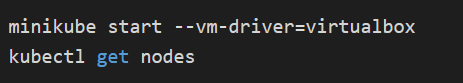 minikube start --vm-driver=virtualbox
kubectl get nodes